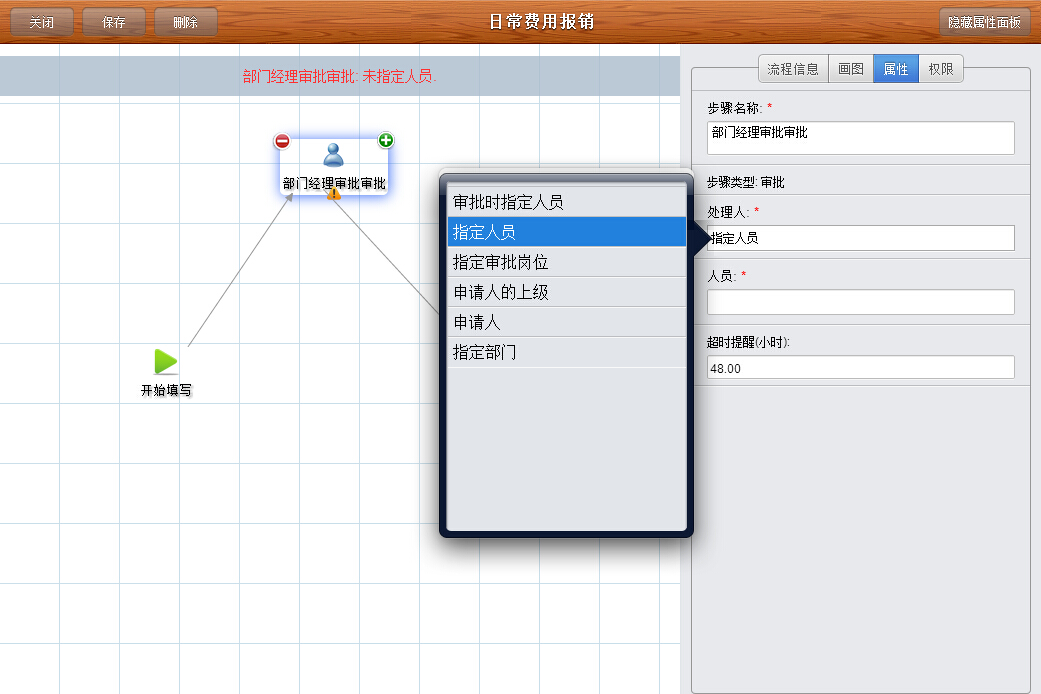 关闭
保存
删除
日常费用报销
隐藏属性面板
部门经理审批审批: 未指定人员.
部门经理审批审批
开始填写
审批时指定人员
指定人员
指定审批岗位
申请人的上级
申请人
指定部门
流程信息
画图
属性
权限
步骤名称: *
部门经理审批审批
步骤类型: 审批
处理人: *
指定人员
人员: *
超时提醒(小时):
48.00